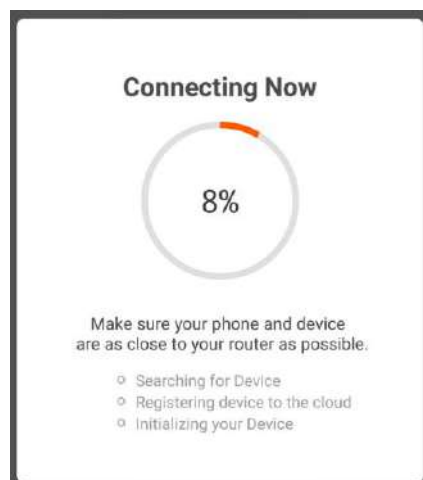 Connecting Now
8%
Make sure your phone and device
are as close to your router as possible.
Searching for Device
Registering device to the cloud
Initializing your Device